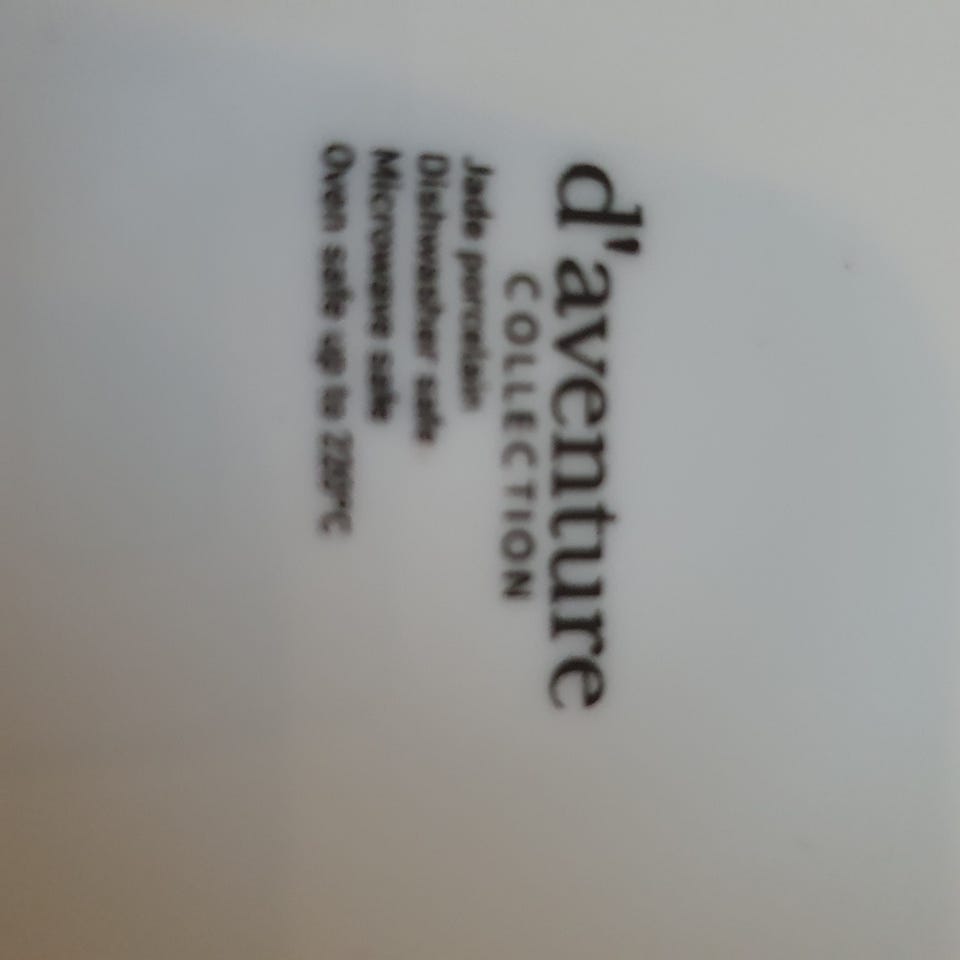 d'aventure
COLLECTION
Jade porcelain
Dishwasher safe
Microwave safe
Oven safe up to 220°C